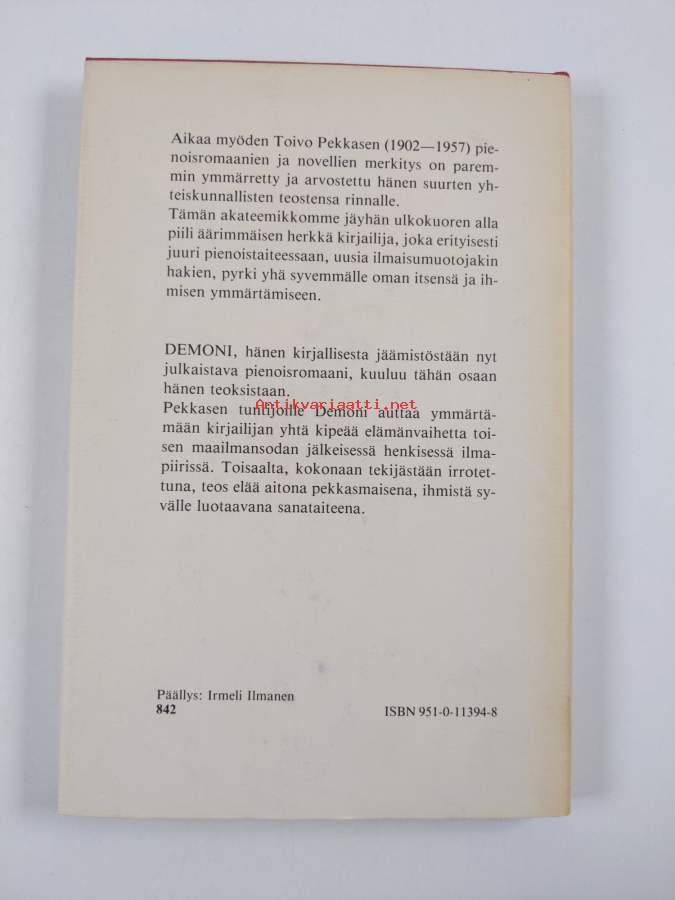 Aikaa myöden Toivo Pekkasen (1902—1957) pie-
noisromaanien ja novellien merkitys on parem-
min ymmärretty ja arvostettu hänen suurten yh-
teiskunnallisten teostensa rinnalle.
Tämän akateemikkomme jäyhän ulkokuoren alla
piili äärimmäisen herkkä kirjailija, joka erityisesti
juuri pienoistaiteessaan, uusia ilmaisumuotojakin
hakien, pyrki yhä syvemmälle oman itsensä ja ih-
misen ymmärtämiseen.
DEMONI, hänen kirjallisesta jäämistöstään nyt
julkaistava pienoisromaani, kuuluu tähän osaan
hänen teoksistaan.
Antikvariaatti.net
Pekkasen tuntijoille Demoni auttaa ymmärtä-
mään kirjailijan yhtä kipeää elämänvaihetta toi-
sen maailmansodan jälkeisessä henkisessä ilma-
piirissä. Toisaalta, kokonaan tekijästään irrotet-
tuna, teos elää aitona pekkasmaisena, ihmistä sy-
välle luotaavana sanataiteena.
Päällys: Irmeli Ilmanen
842
ISBN 951-0-11394-8